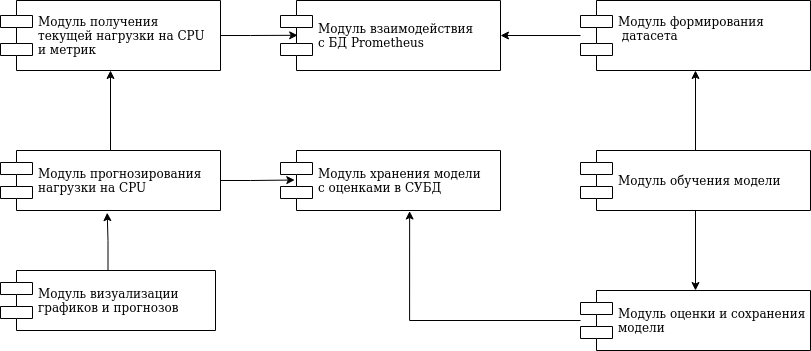 Модуль получения
текущей нагрузки на CPU
и метрик
Модуль взаимодействия
с БД Prometheus
Модуль формирования
датасета
Модуль прогнозирования
нагрузки на CPU
Модуль хранения модели
с оценками в СУБД
Модуль обучения модели
Модуль визуализации
графиков и прогнозов
Модуль оценки и сохранения
модели